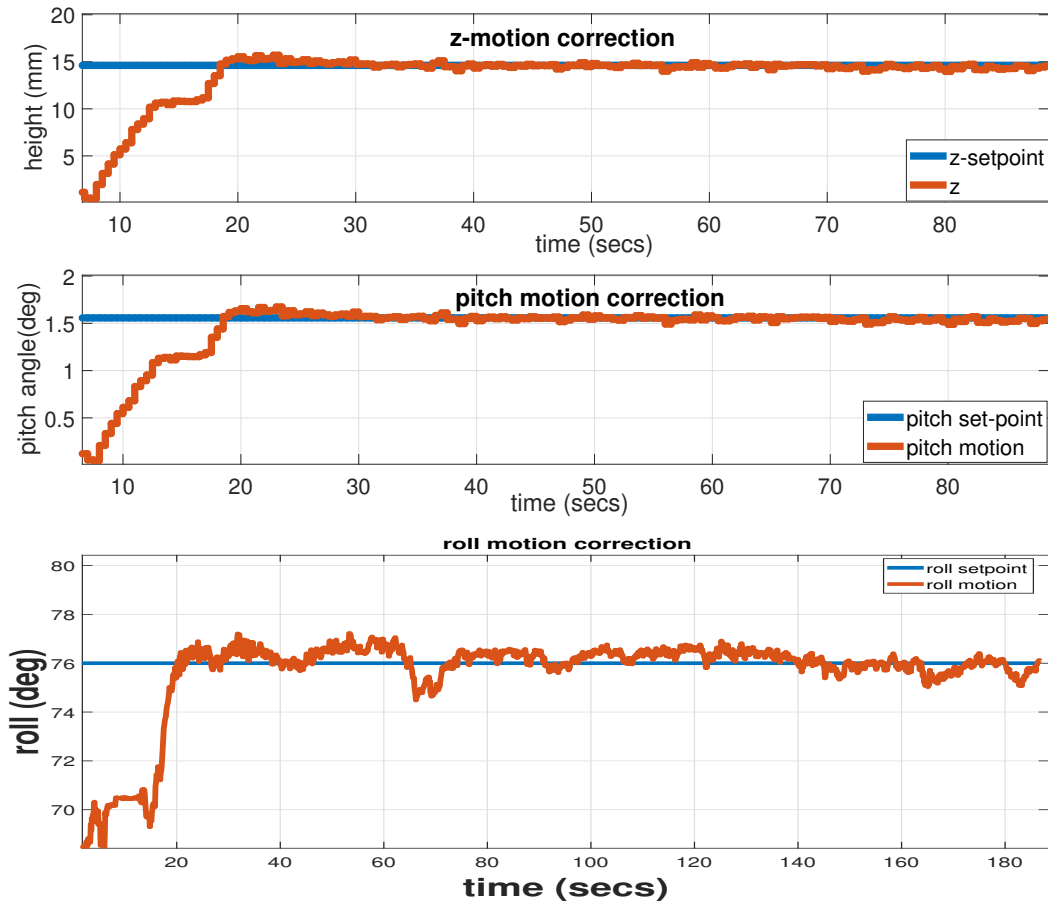 z-motion correction
height (mm)
20
15
10
5
z-setpoint
z
10 20 30 40 50 60 70 80
time (secs)
pitch motion correction
pitch angle(deg)
2
1.5
1
0.5
pitch set-point
pitch motion
10 20 30 40 50 60 70 80
time (secs)
roll motion correction
roll (deg)
80
78
76
74
72
70
roll setpoint
roll motion
20 40 60 80 100 120 140 160 180
time (secs)